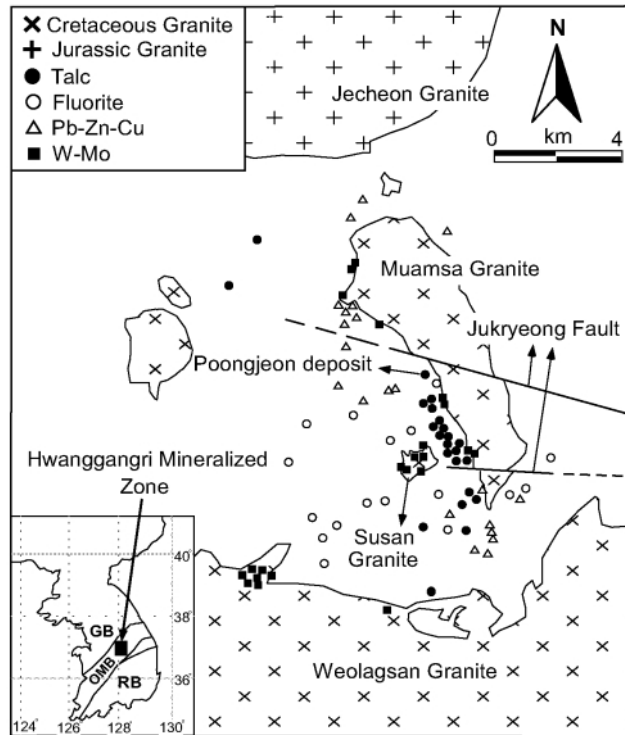 Cretaceous Granite
Jurassic Granite
Talc
Fluorite
Pb-Zn-Cu
W-Mo
N
0 km 4
Jecheon Granite
Muamsa Granite
Jukryeong Fault
Poongjeon deposit
Hwanggangri Mineralized
Zone
Susan
Granite
Weolagsan Granite
40°
38°
36°
GB
OMB
RB
124° 126° 128° 130°